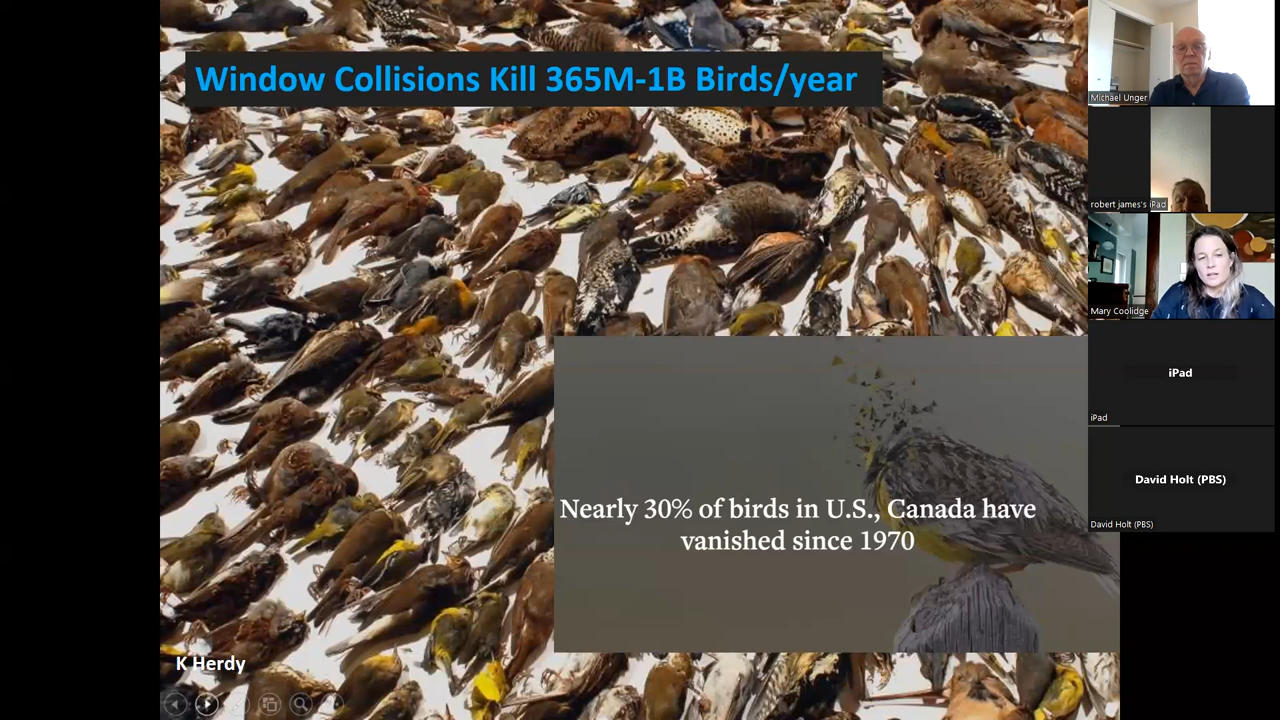 Window Collisions Kill 365M-1B Birds/year
Nearly 30% of birds in U.S., Canada have
vanished since 1970
K Herdy
Michael Unger
robert james's iPad
Mary Coolidge
iPad
iPad
David Holt (PBS)
David Holt (PBS)